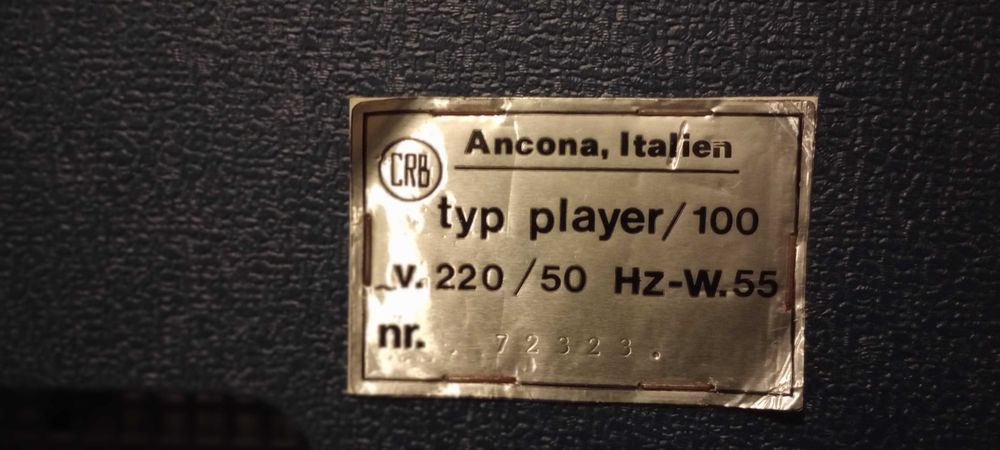 CRB
Ancona, Italien
typ player/100
v. 220/50 Hz-W.55
nr. . 72323.